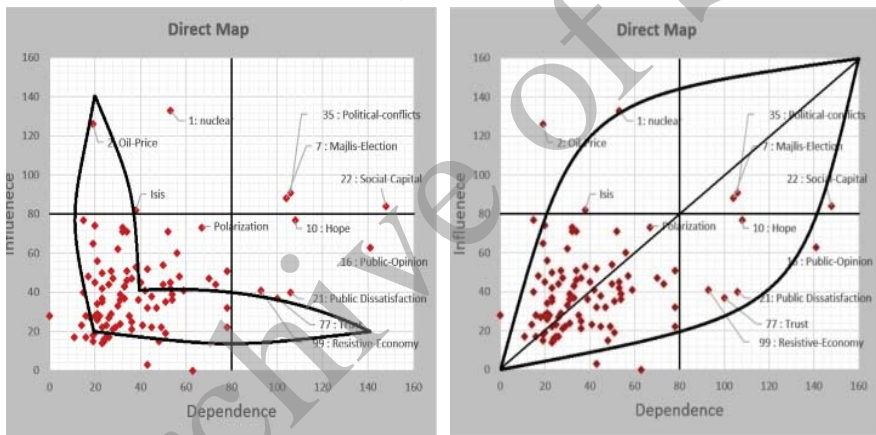 Direct Map
160
140
120
100
80
60
40
20
0
Influenece
1: nuclear
2: Oil-Price
35 : Political-conflicts
7 : Majlis-Election
22 : Social-Capital
Isis
Polarization
10 : Hope
16 : Public-Opinion
21: Public Dissatisfaction
77 : Trust
99 : Resistive-Economy
0 20 40 60 80 100 120 140 160
Dependence
Direct Map
160
140
120
100
80
60
40
20
0
Influenece
1: nuclear
2: Oil-Price
35 : Political-conflicts
7 : Majlis-Election
22 : Social-Capital
Isis
Polarization
10 : Hope
16 : Public-Opinion
21: Public Dissatisfaction
77 : Trust
99 : Resistive-Economy
0 20 40 60 80 100 120 140 160
Dependence
Archive of